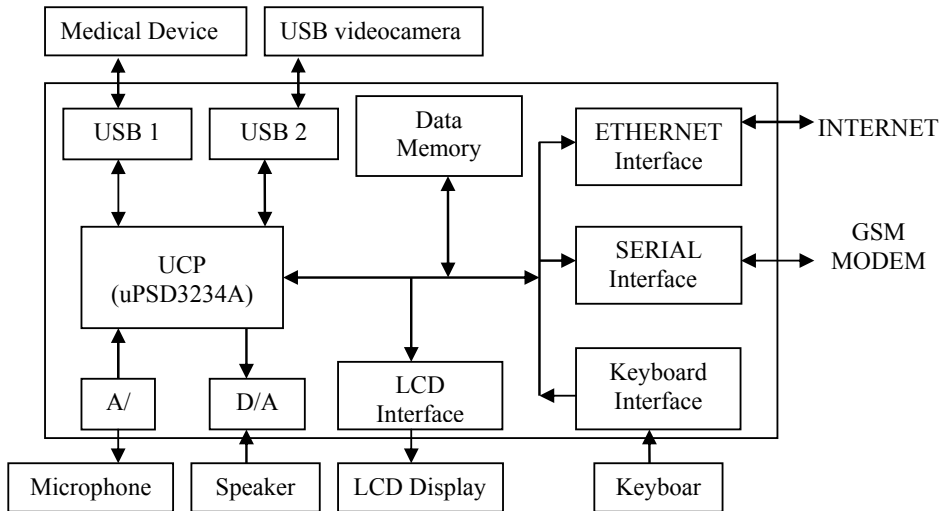 Medical Device
USB videocamera
USB 1
USB 2
Data
Memory
ETHERNET
Interface
INTERNET
UCP
(uPSD3234A)
SERIAL
Interface
GSM
MODEM
A/
D/A
LCD
Interface
Keyboard
Interface
Microphone
Speaker
LCD Display
Keyboar